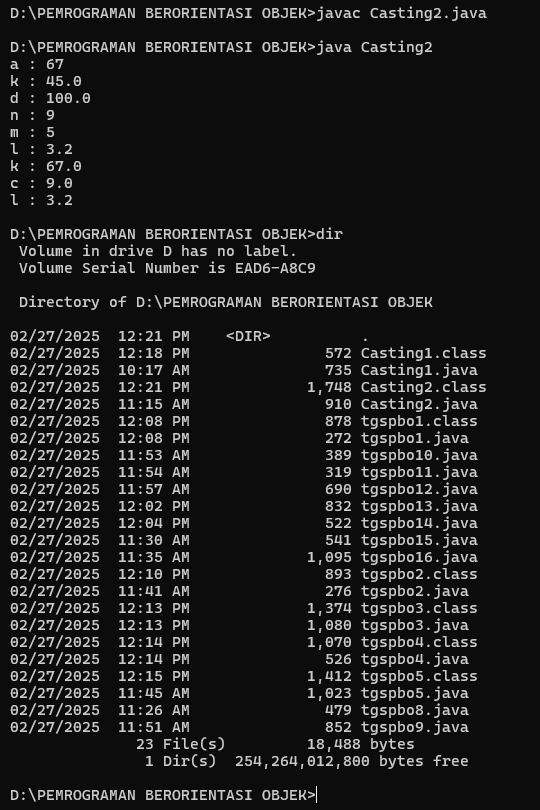 D:\PEMROGRAMAN BERORIENTASI OBJEK>javac Casting2.java

D:\PEMROGRAMAN BERORIENTASI OBJEK>java Casting2
a : 67
k : 45.0
d : 100.0
n : 9
m : 5
l : 3.2
k : 67.0
c : 9.0
l : 3.2

D:\PEMROGRAMAN BERORIENTASI OBJEK>dir
 Volume in drive D has no label.
 Volume Serial Number is EAD6-A8C9

 Directory of D:\PEMROGRAMAN BERORIENTASI OBJEK

02/27/2025  12:21 PM    <DIR>          .
02/27/2025  12:18 PM               572 Casting1.class
02/27/2025  10:17 AM               735 Casting1.java
02/27/2025  12:21 PM             1,748 Casting2.class
02/27/2025  11:15 AM               910 Casting2.java
02/27/2025  12:08 PM               878 tgspbo1.class
02/27/2025  12:08 PM               272 tgspbo1.java
02/27/2025  11:53 AM               389 tgspbo10.java
02/27/2025  11:54 AM               319 tgspbo11.java
02/27/2025  11:57 AM               690 tgspbo12.java
02/27/2025  12:02 PM               832 tgspbo13.java
02/27/2025  12:04 PM               522 tgspbo14.java
02/27/2025  11:30 AM               541 tgspbo15.java
02/27/2025  11:35 AM             1,095 tgspbo16.java
02/27/2025  12:10 PM               893 tgspbo2.class
02/27/2025  11:41 AM               276 tgspbo2.java
02/27/2025  12:13 PM             1,374 tgspbo3.class
02/27/2025  12:13 PM             1,080 tgspbo3.java
02/27/2025  12:14 PM             1,070 tgspbo4.class
02/27/2025  12:14 PM               526 tgspbo4.java
02/27/2025  12:15 PM             1,412 tgspbo5.class
02/27/2025  11:45 AM             1,023 tgspbo5.java
02/27/2025  11:26 AM               479 tgspbo8.java
02/27/2025  11:51 AM               852 tgspbo9.java
              23 File(s)         18,488 bytes
               1 Dir(s)  254,264,012,800 bytes free

D:\PEMROGRAMAN BERORIENTASI OBJEK>